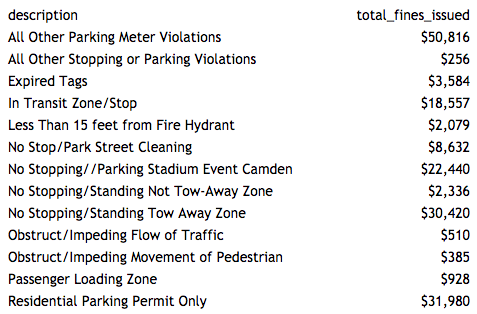 description total_fines_issued
All Other Parking Meter Violations $50,816
All Other Stopping or Parking Violations $256
Expired Tags $3,584
In Transit Zone/Stop $18,557
Less Than 15 feet from Fire Hydrant $2,079
No Stop/Park Street Cleaning $8,632
No Stopping//Parking Stadium Event Camden $22,440
No Stopping/Standing Not Tow-Away Zone $2,336
No Stopping/Standing Tow Away Zone $30,420
Obstruct/Impeding Flow of Traffic $510
Obstruct/Impeding Movement of Pedestrian $385
Passenger Loading Zone $928
Residential Parking Permit Only $31,980